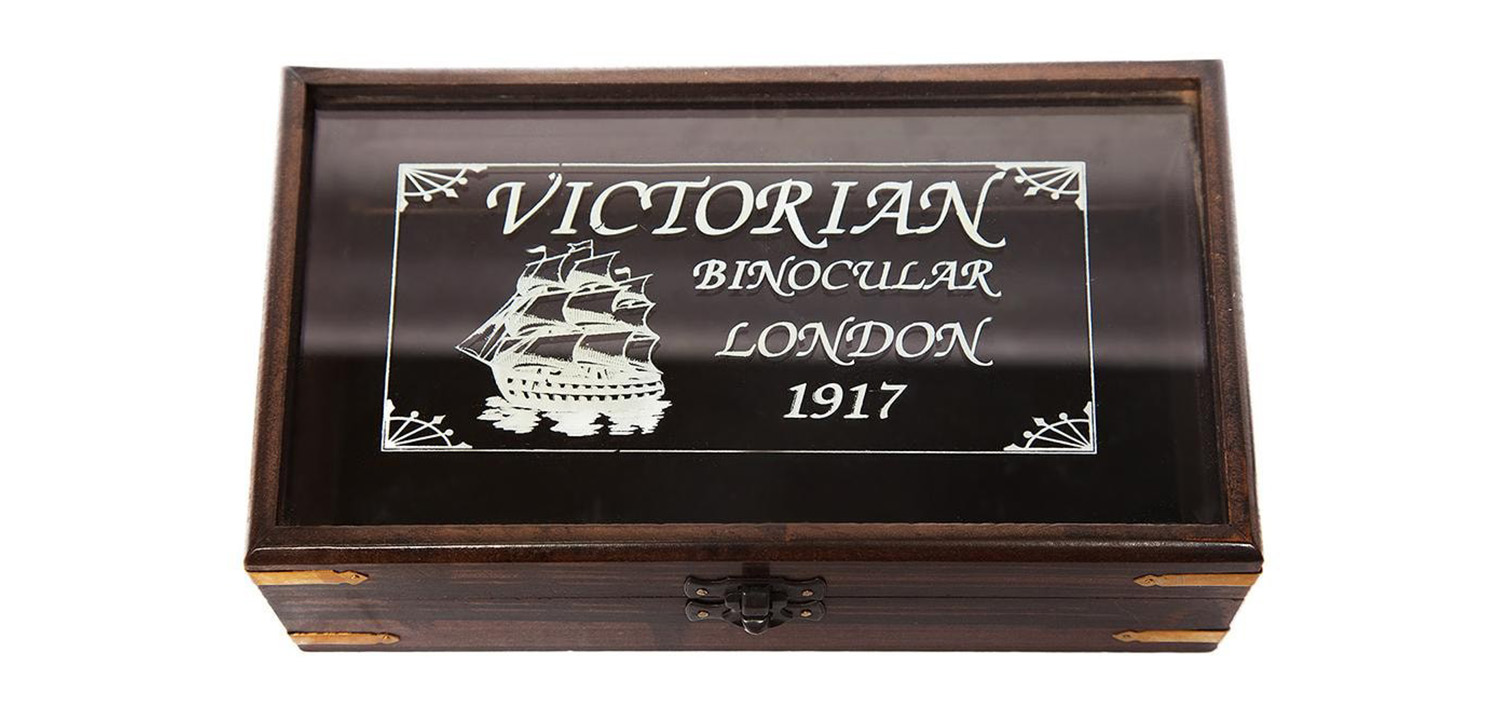 VICTORIAN
BINOCULAR
LONDON
1917